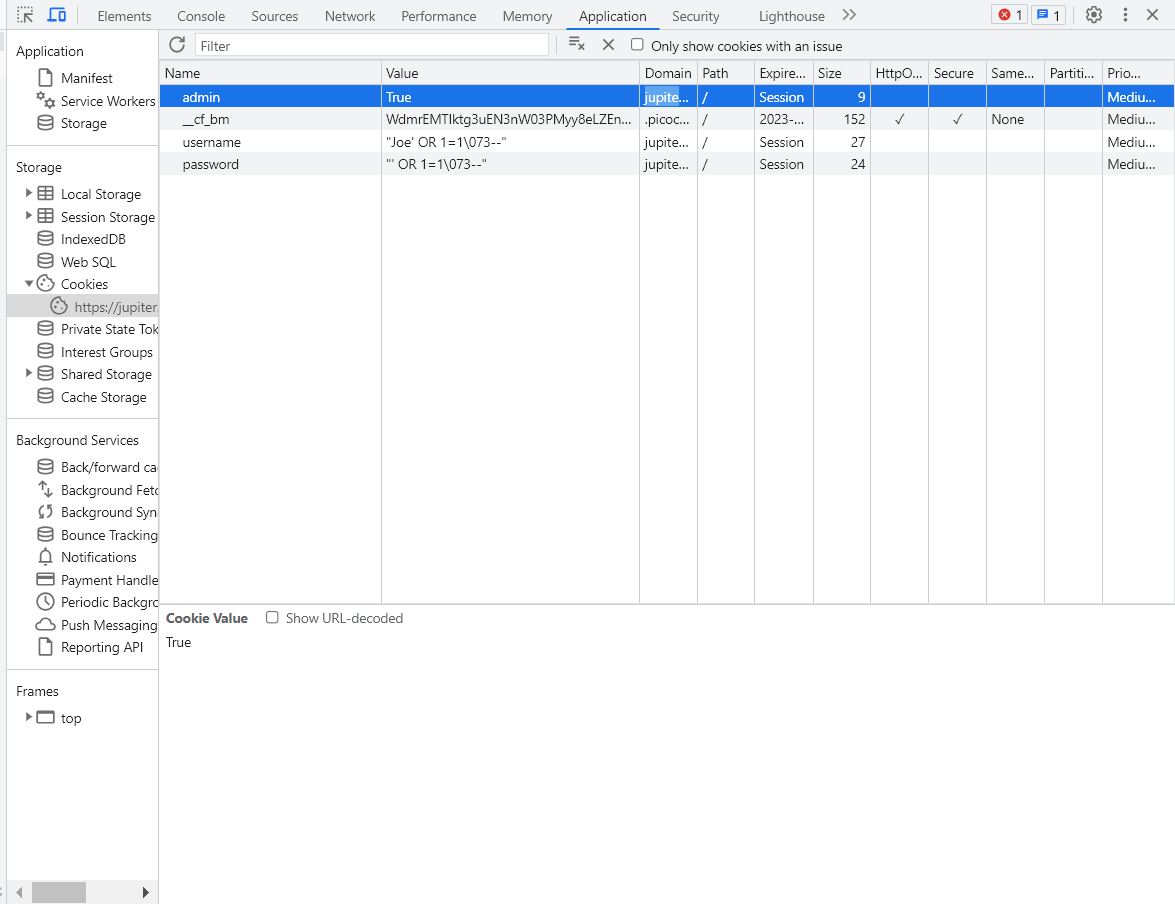 Elements Console Sources Network Performance Memory Application Security Lighthouse 1 1
Application
Manifest
Service Workers
Storage
Storage
Local Storage
Session Storage
IndexedDB
Web SQL
Cookies
https://jupiter
Private State Tok
Interest Groups
Shared Storage
Cache Storage
Background Services
Back/forward ca
Background Fetc
Background Syn
Bounce Tracking
Notifications
Payment Handle
Periodic Backgro
Push Messaging
Reporting API
Frames
top
Filter Only show cookies with an issue
Name Value Domain Path Expire... Size HttpO... Secure Same... Partiti... Prio...
admin True jupite... / Session 9 Mediu...
__cf_bm WdmrEMTIktg3uEN3nW03PMyy8eLZEn... .picoc... / 2023-... 152 ✓ ✓ None Mediu...
username "Joe' OR 1=1\073--" jupite... / Session 27 Mediu...
password "' OR 1=1\073--" jupite... / Session 24 Mediu...
Cookie Value Show URL-decoded
True